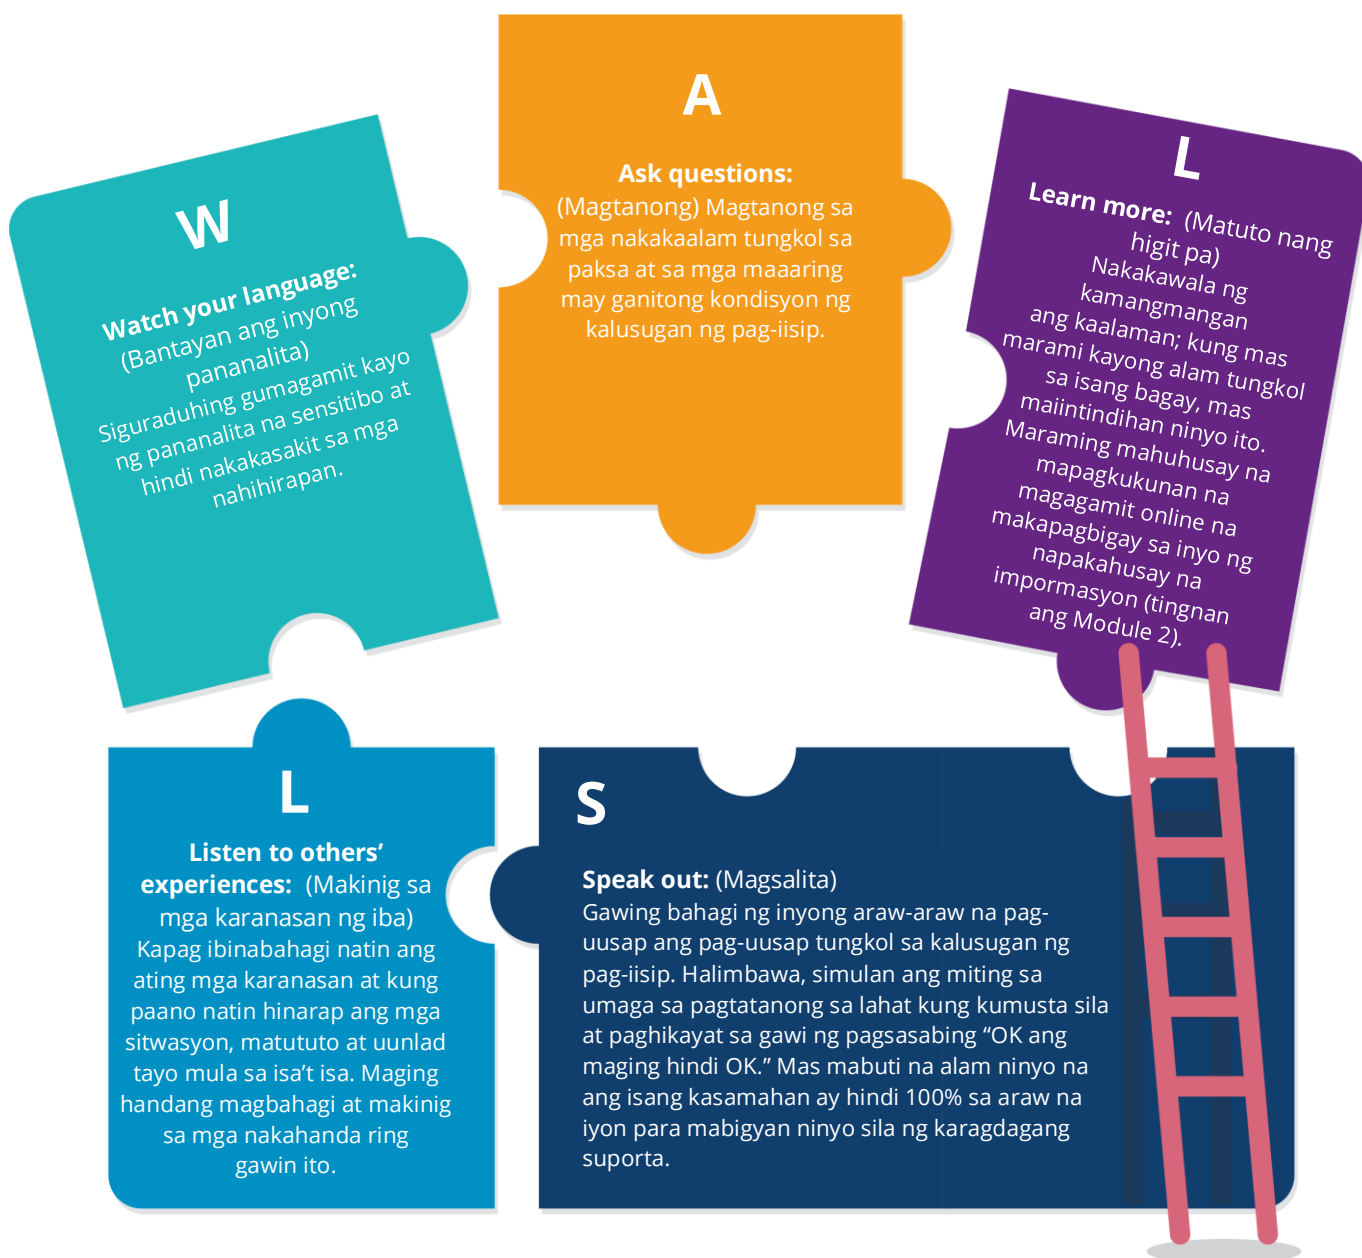 W
Watch your language:
(Bantayan ang inyong
pananalita)
Siguraduhing gumagamit kayo
ng pananalita na sensitibo at
hindi nakakasakit sa mga
nahihirapan.
A
Ask questions:
(Magtanong) Magtanong sa
mga nakakaalam tungkol sa
paksa at sa mga maaaring
may ganitong kondisyon ng
kalusugan ng pag-iisip.
L
Learn more: (Matuto nang
higit pa)
Nakakawala ng
kamangmangan
ang kaalaman; kung mas
marami kayong alam tungkol
sa isang bagay, mas
maiintindihan ninyo ito.
Maraming mahuhusay na
mapagkukunan na
magagamit online na
makapagbigay sa inyo ng
napakahusay na
impormasyon (tingnan
ang Module 2).
L
Listen to others’
experiences: (Makinig sa
mga karanasan ng iba)
Kapag ibinabahagi natin ang
ating mga karanasan at kung
paano natin hinarap ang mga
sitwasyon, matututo at uunlad
tayo mula sa isa’t isa. Maging
handang magbahagi at makinig
sa mga nakahanda ring
gawin ito.
S
Speak out: (Magsalita)
Gawing bahagi ng inyong araw-araw na pag-
uusap ang pag-uusap tungkol sa kalusugan ng
pag-iisip. Halimbawa, simulan ang miting sa
umaga sa pagtatanong sa lahat kung kumusta sila
at paghikayat sa gawi ng pagsasabing “OK ang
maging hindi OK.” Mas mabuti na alam ninyo na
ang isang kasamahan ay hindi 100% sa araw na
iyon para mabigyan ninyo sila ng karagdagang
suporta.